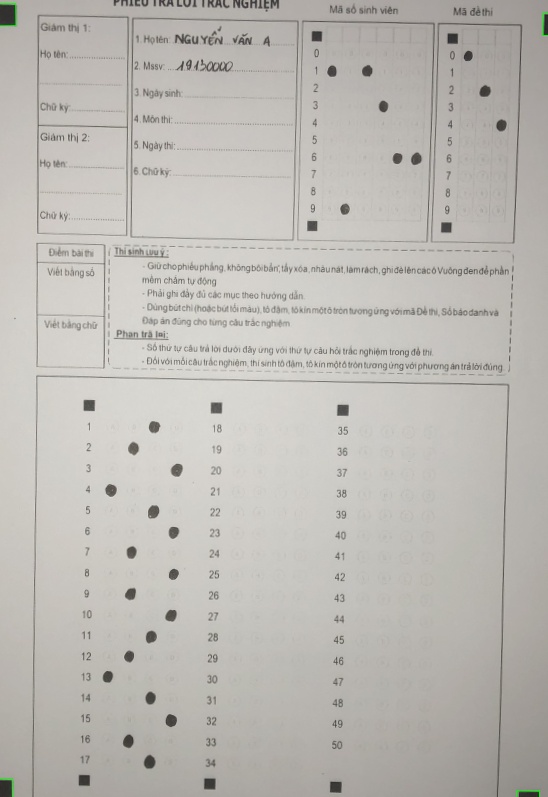 PHIẾU TRẢ LỜI TRẮC NGHIỆM
Giám thị 1:
Họ tên:
Chữ ký:
Giám thị 2:
Họ tên:
Chữ ký:
1. Họ tên: NGUYỄN VĂN A
2. Mssv: 19130000
3. Ngày sinh:
4. Môn thi:
5. Ngày thi:
6. Chữ ký:
Mã số sinh viên
0
1
2
3
4
5
6
7
8
9
Mã đề thi
0
1
2
3
4
5
6
7
8
9
Điểm bài thi
Viết bằng số
Viết bằng chữ
Thí sinh lưu ý:
- Giữ cho phiếu phẳng, không bôi bẩn, tẩy xóa, nhàu nát, làm rách, ghi đè lên các ô Vuông đen để phần
mềm chấm tự động
- Phải ghi đầy đủ các mục theo hướng dẫn.
- Dùng bút chì (hoặc bút tối màu), tô đậm, tô kín một ô tròn tương ứng với mã Đề thi, Số báo danh và
Đáp án đúng cho từng câu trắc nghiệm.
Phần trả lời:
- Số thứ tự câu trả lời dưới đây ứng với thứ tự câu hỏi trắc nghiệm trong đề thi.
- Đối với mỗi câu trắc nghiệm, thí sinh tô đậm, tô kín một ô tròn tương ứng với phương án trả lời đúng.
1
2
3
4
5
6
7
8
9
10
11
12
13
14
15
16
17
18
19
20
21
22
23
24
25
26
27
28
29
30
31
32
33
34
35
36
37
38
39
40
41
42
43
44
45
46
47
48
49
50